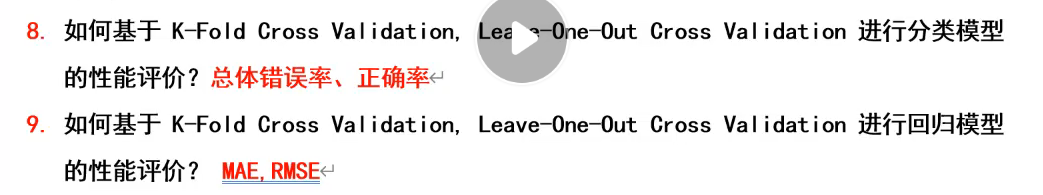 8. 如何基于 K-Fold Cross Validation, Leave-One-Out Cross Validation 进行分类模型
的性能评价？总体错误率、正确率↵
9. 如何基于 K-Fold Cross Validation, Leave-One-Out Cross Validation 进行回归模型
的性能评价？ MAE,RMSE↵